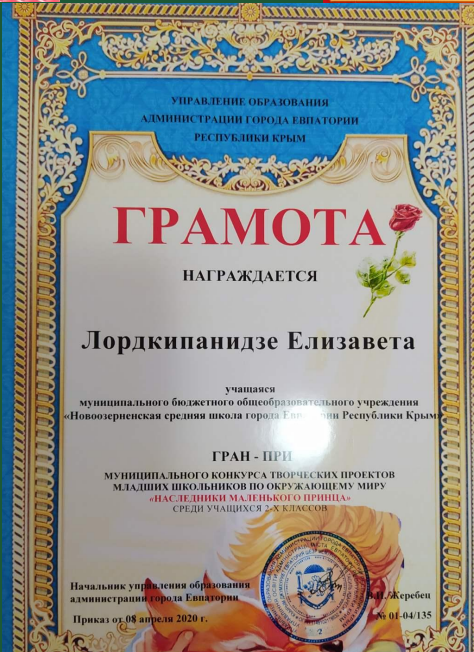 УПРАВЛЕНИЕ ОБРАЗОВАНИЯ
АДМИНИСТРАЦИИ ГОРОДА ЕВПАТОРИИ
РЕСПУБЛИКИ КРЫМ
ГРАМОТА
НАГРАЖДАЕТСЯ
Лордкипанидзе Елизавета
учащаяся
муниципального бюджетного общеобразовательного учреждения
«Новоозерненская средняя школа города Евпатории Республики Крым»
ГРАН - ПРИ
МУНИЦИПАЛЬНОГО КОНКУРСА ТВОРЧЕСКИХ ПРОЕКТОВ
МЛАДШИХ ШКОЛЬНИКОВ ПО ОКРУЖАЮЩЕМУ МИРУ
«НАСЛЕДНИКИ МАЛЕНЬКОГО ПРИНЦА»
СРЕДИ УЧАЩИХСЯ 2-Х КЛАССОВ
Начальник управления образования
администрации города Евпатории Жеребец
Приказ от 08 апреля 2020 г. № 01-04/135